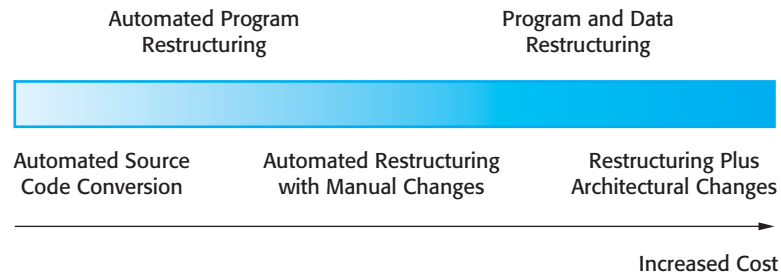 Automated Program
Restructuring
Program and Data
Restructuring
Automated Source
Code Conversion
Automated Restructuring
with Manual Changes
Restructuring Plus
Architectural Changes
Increased Cost